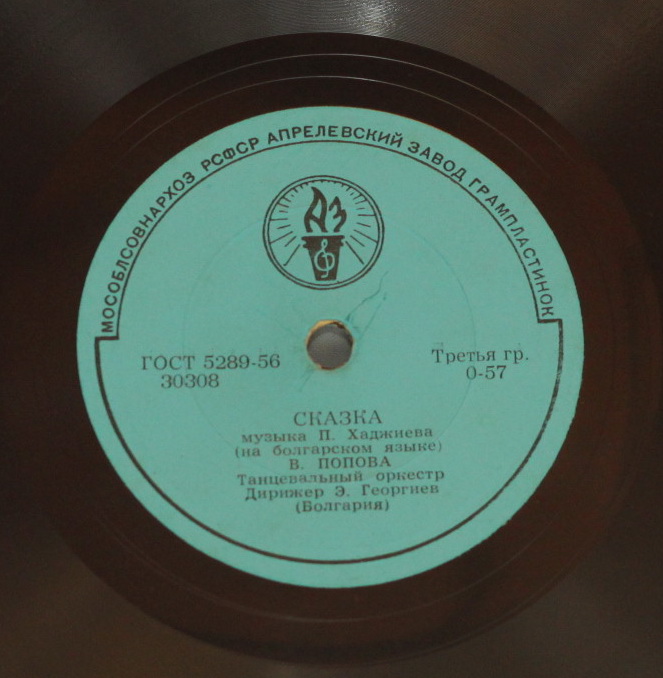 МОСОБЛСОВНАРХОЗ РСФСР АПРЕЛЕВСКИЙ ЗАВОД ГРАМПЛАСТИНОК
АЗ
ГОСТ 5289-56
30308
Третья гр.
0-57
СКАЗКА
музыка П. Хаджиева
(на болгарском языке)
В. ПОПОВА
Танцевальный оркестр
Дирижер Э. Георгиев
(Болгария)